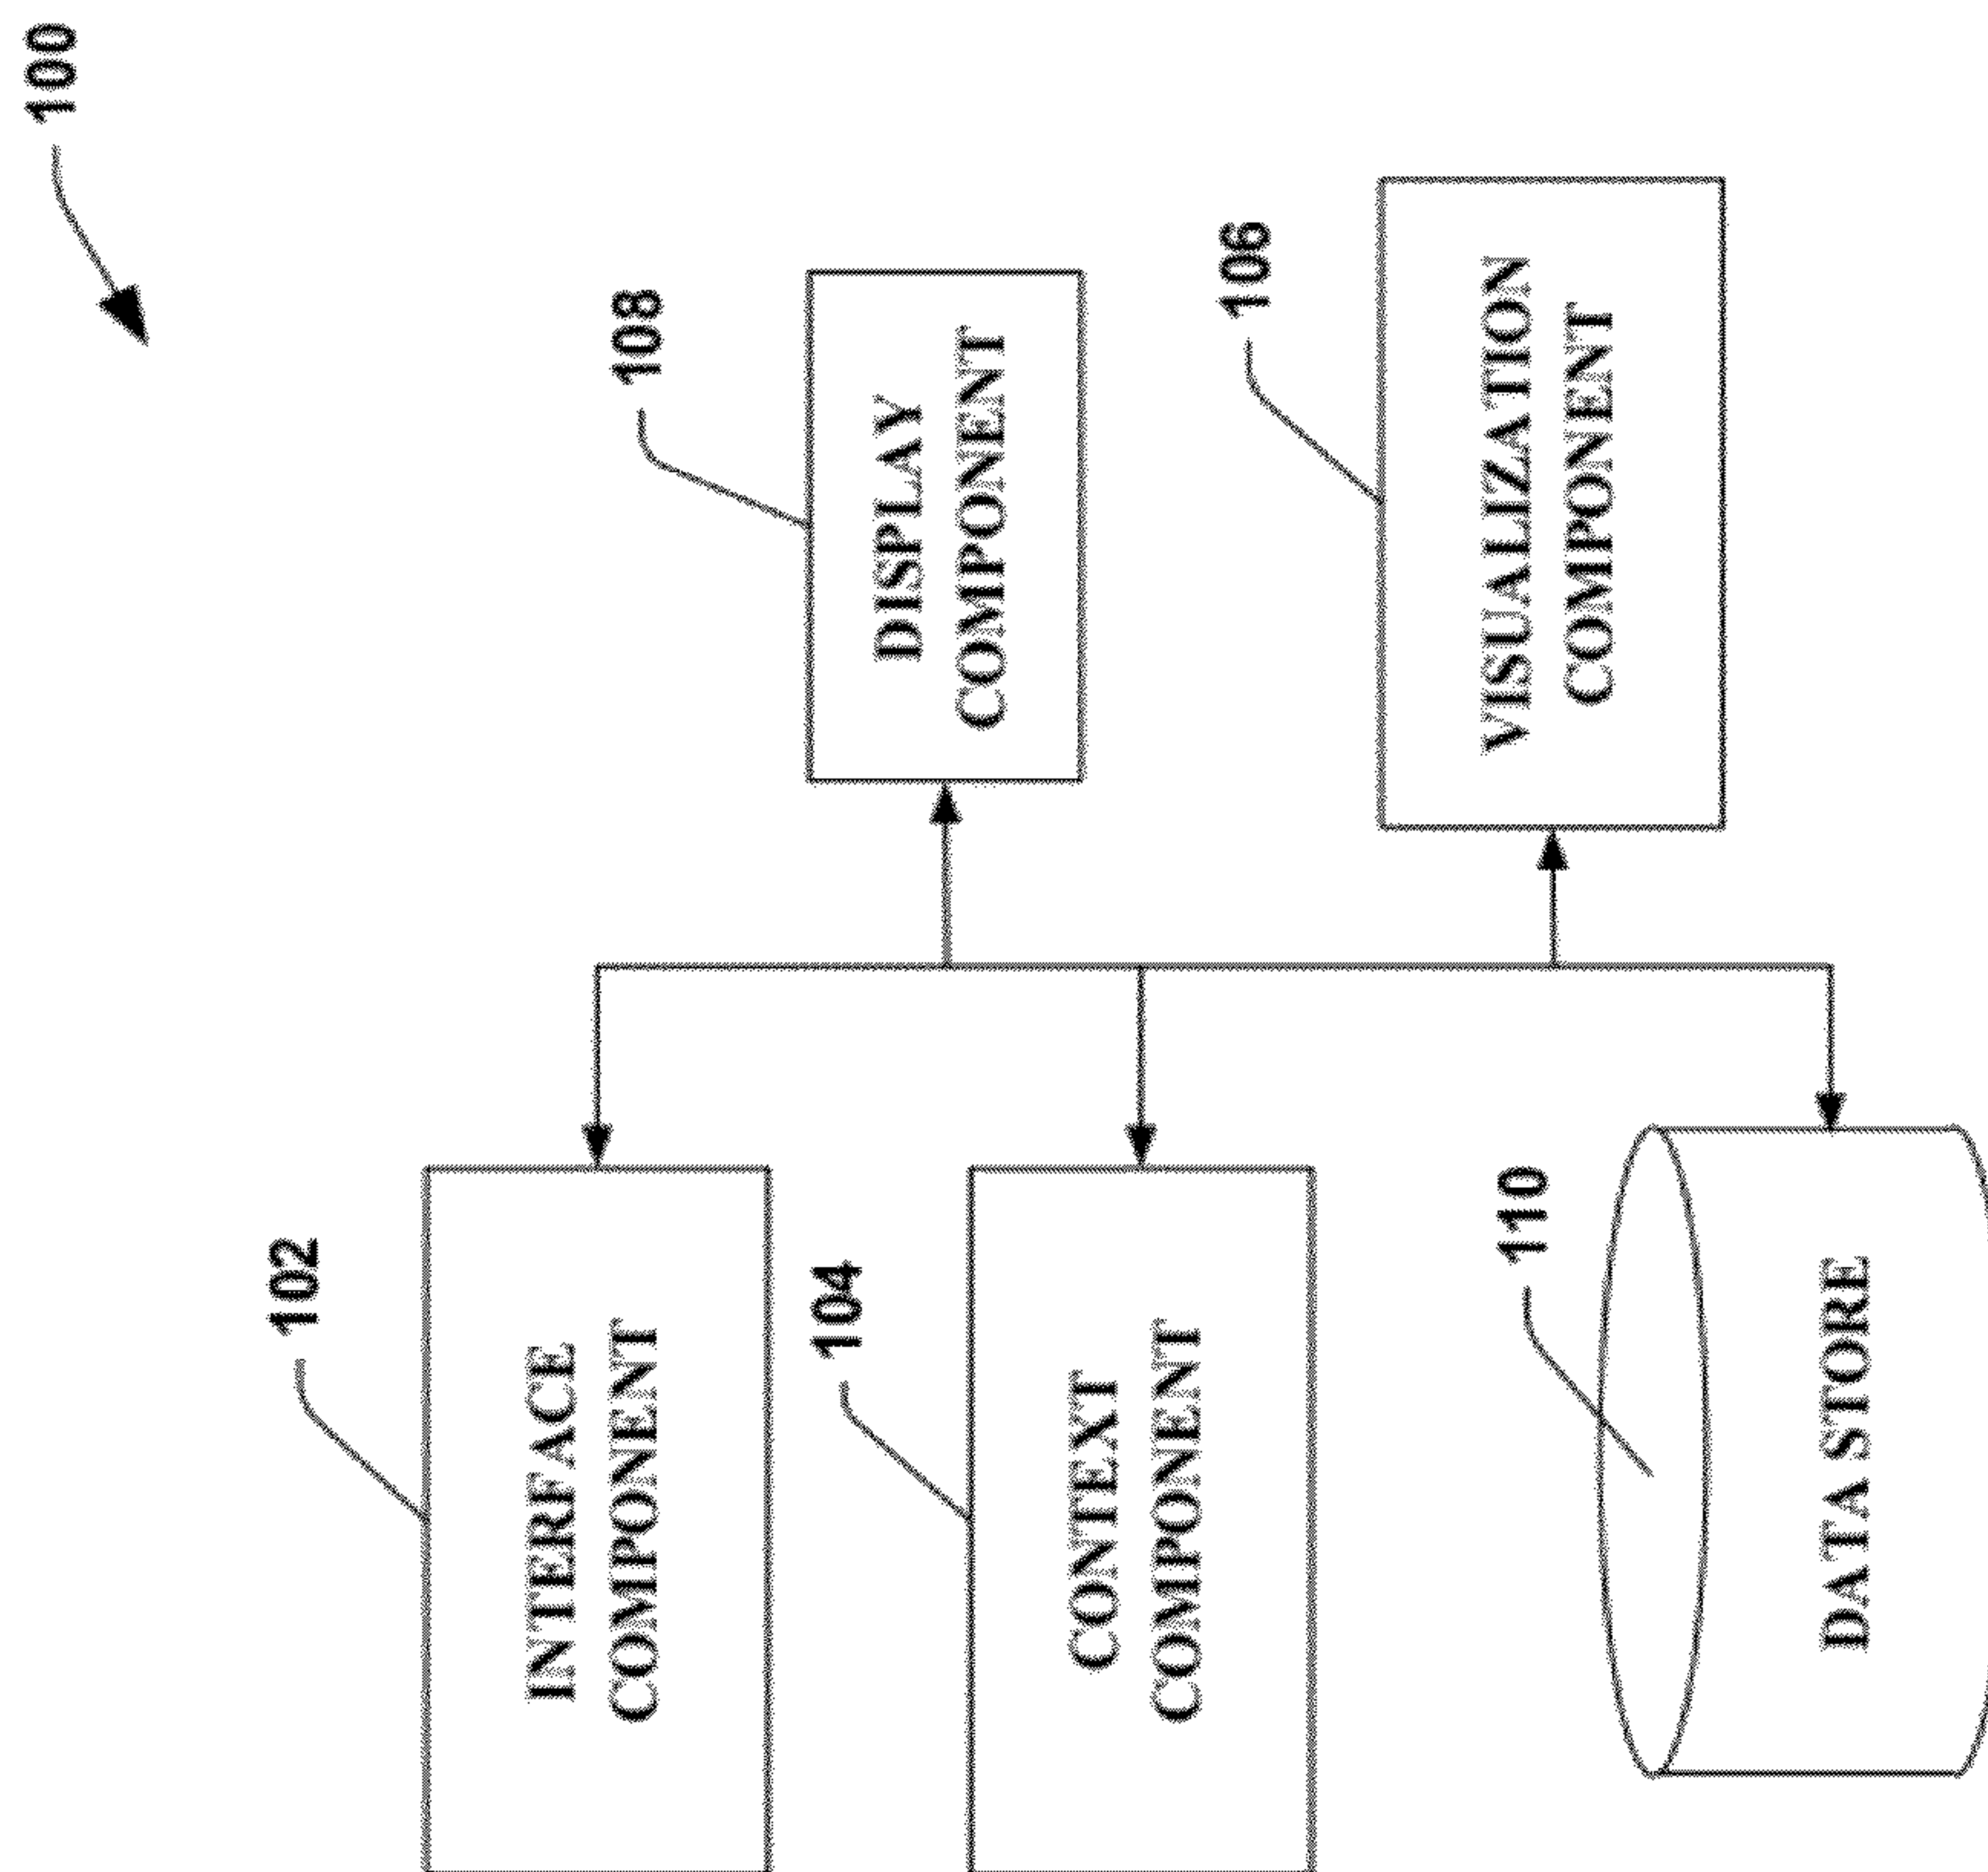 100
102
INTERFACE
COMPONENT
108
DISPLAY
COMPONENT
104
CONTEXT
COMPONENT
106
VISUALIZATION
COMPONENT
110
DATA STORE